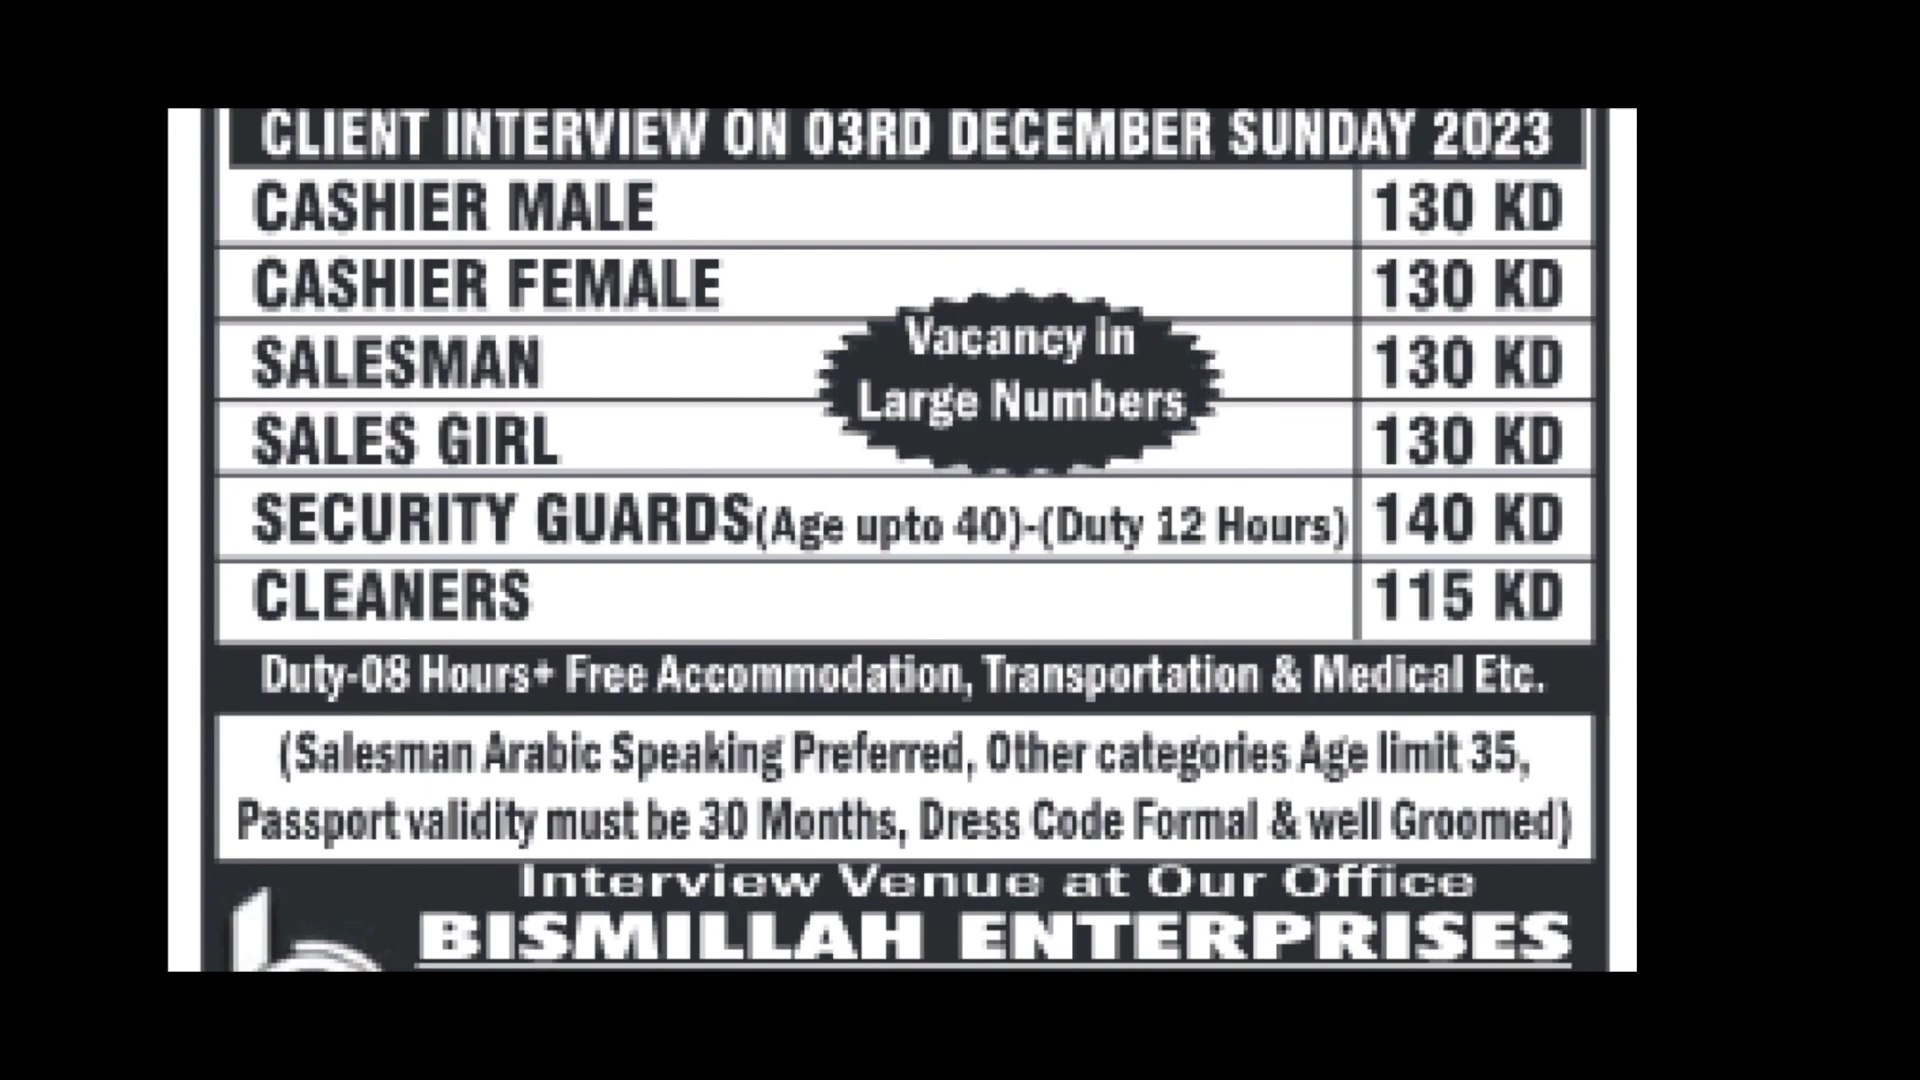 CLIENT INTERVIEW ON 03RD DECEMBER SUNDAY 2023
CASHIER MALE 130 KD
CASHIER FEMALE 130 KD
Vacancy in
Large Numbers
SALESMAN 130 KD
SALES GIRL 130 KD
SECURITY GUARDS(Age upto 40)-(Duty 12 Hours) 140 KD
CLEANERS 115 KD
Duty-08 Hours+ Free Accommodation, Transportation & Medical Etc.
(Salesman Arabic Speaking Preferred, Other categories Age limit 35,
Passport validity must be 30 Months, Dress Code Formal & well Groomed)
Interview Venue at Our Office
BISMILLAH ENTERPRISES